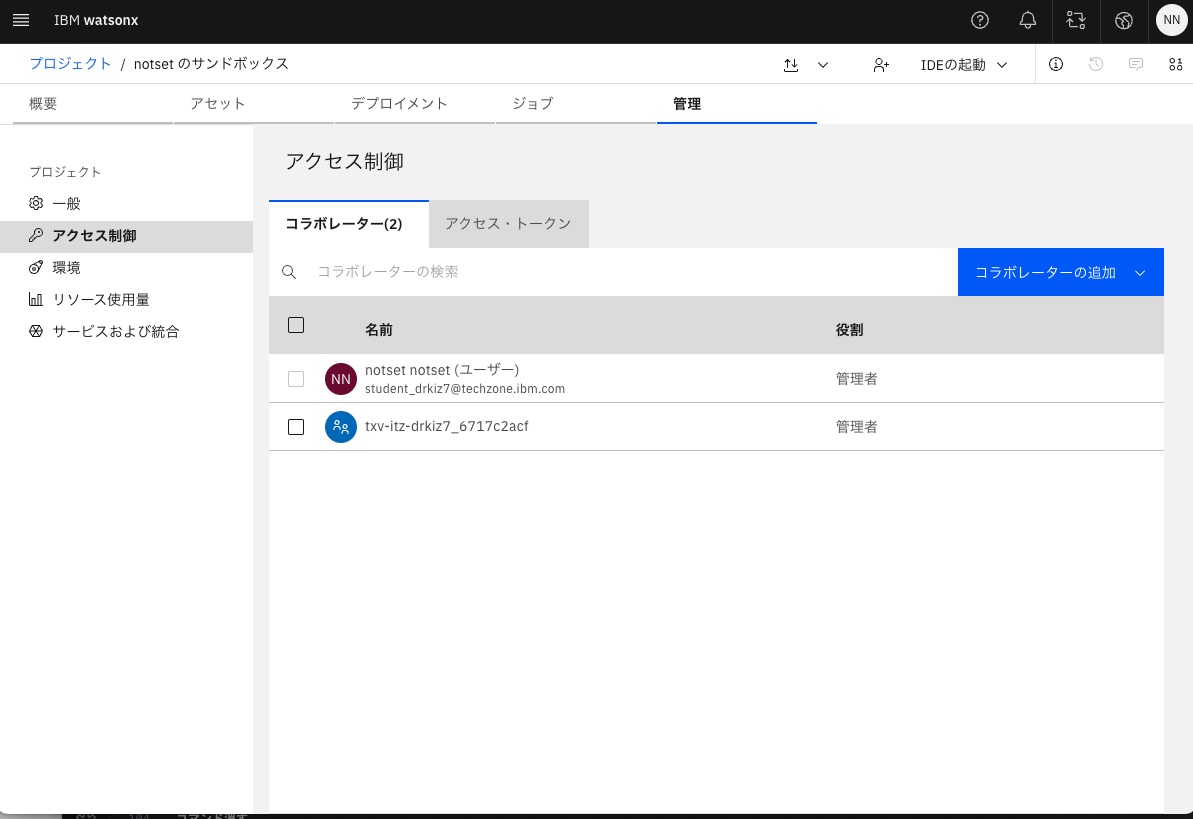 IBM watsonx
NN
プロジェクト / notset のサンドボックス
IDEの起動
概要
アセット
デプロイメント
ジョブ
管理
プロジェクト
一般
アクセス制御
環境
リソース使用量
サービスおよび統合
アクセス制御
コラボレーター(2)
アクセス・トークン
コラボレーターの検索
コラボレーターの追加
名前
役割
NN
notset notset (ユーザー)
student_drkiz7@techzone.ibm.com
管理者
txv-itz-drkiz7_6717c2acf
管理者